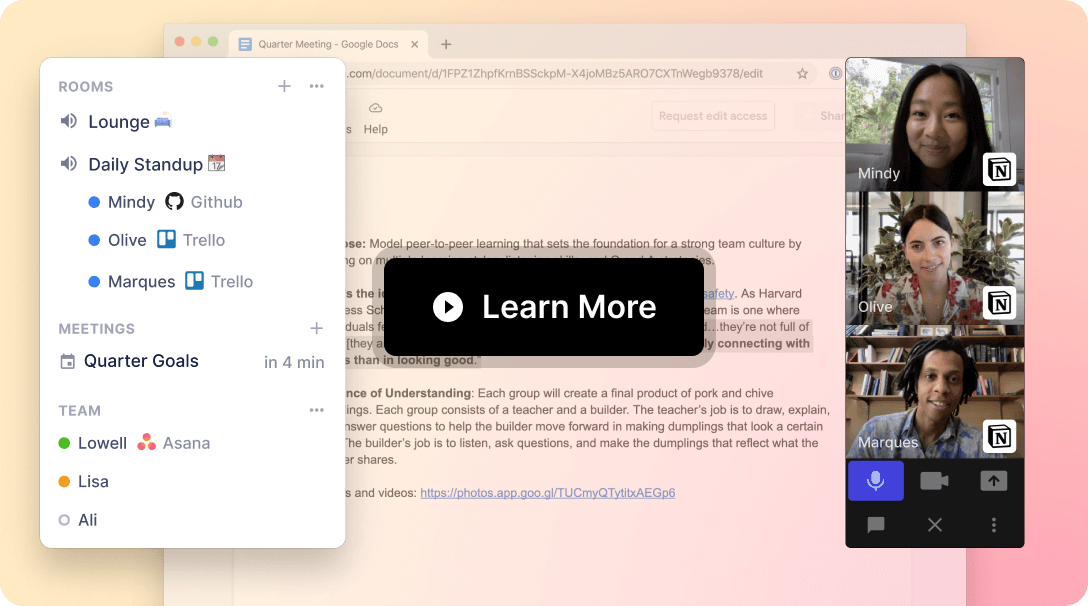 Quarter Meeting - Google Docs
.com/document/d/1FPZ1ZhpfKrnBSSckpM-X4joMBz5ARO7CXTnWegb9378/edit
Help
Request edit access
Shar
ROOMS
Lounge
Daily Standup
17
Mindy Github
Olive Trello
Marques Trello
MEETINGS
Quarter Goals in 4 min
TEAM
Lowell Asana
Lisa
Ali
ose: Model peer-to-peer learning that sets the foundation for a strong team culture by
ng on
s the safety. As Harvard
ess Sch eam is one where
duals fe d…they're not full of
[they a ly connecting with
s than in looking good."
nce of Understanding: Each group will create a final product of pork and chive
ings. Each group consists of a teacher and a builder. The teacher's job is to draw, explain,
nswer questions to help the builder move forward in making dumplings that look a certain
The builder's job is to listen, ask questions, and make the dumplings that reflect what the
er shares.
s and videos: https://photos.app.goo.gl/TUCmyQTytitxAEGp6
Learn More
Mindy
N
Olive
N
Marques
N